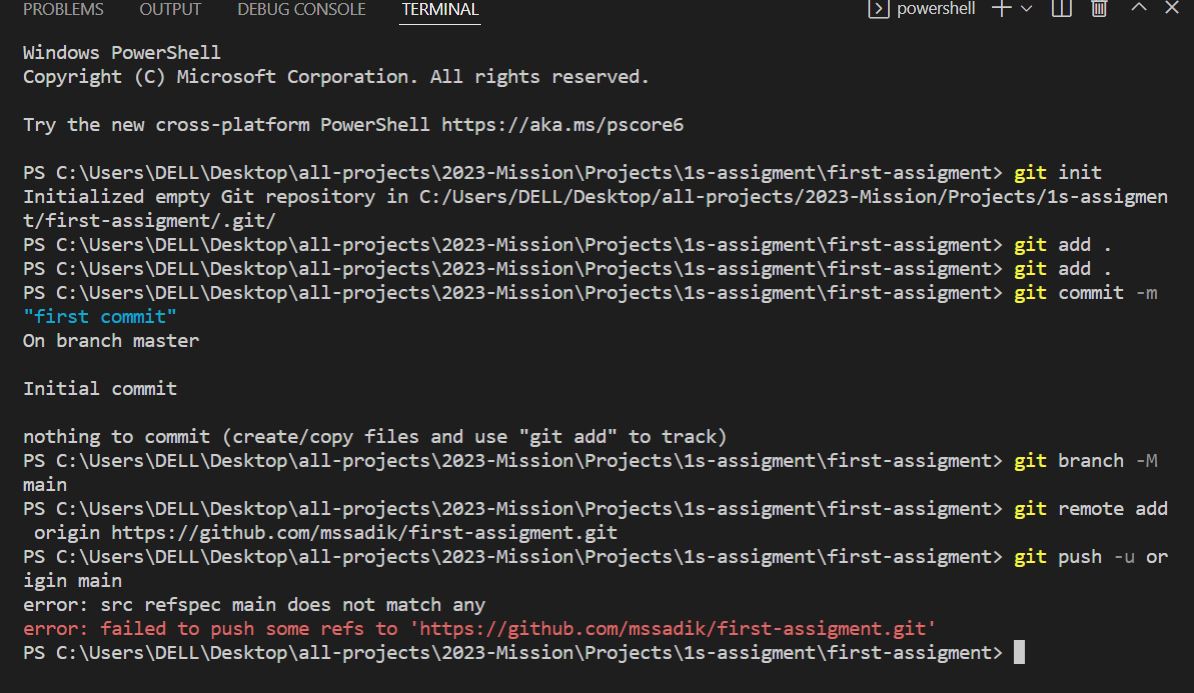 PROBLEMS OUTPUT DEBUG CONSOLE TERMINAL powershell
Windows PowerShell
Copyright (C) Microsoft Corporation. All rights reserved.
Try the new cross-platform PowerShell https://aka.ms/pscore6
PS C:\Users\DELL\Desktop\all-projects\2023-Mission\Projects\1s-assigment\first-assigment> git init
Initialized empty Git repository in C:/Users/DELL/Desktop/all-projects/2023-Mission/Projects/1s-assigmen
t/first-assigment/.git/
PS C:\Users\DELL\Desktop\all-projects\2023-Mission\Projects\1s-assigment\first-assigment> git add .
PS C:\Users\DELL\Desktop\all-projects\2023-Mission\Projects\1s-assigment\first-assigment> git add .
PS C:\Users\DELL\Desktop\all-projects\2023-Mission\Projects\1s-assigment\first-assigment> git commit -m
"first commit"
On branch master
Initial commit
nothing to commit (create/copy files and use "git add" to track)
PS C:\Users\DELL\Desktop\all-projects\2023-Mission\Projects\1s-assigment\first-assigment> git branch -M
main
PS C:\Users\DELL\Desktop\all-projects\2023-Mission\Projects\1s-assigment\first-assigment> git remote add
origin https://github.com/mssadik/first-assigment.git
PS C:\Users\DELL\Desktop\all-projects\2023-Mission\Projects\1s-assigment\first-assigment> git push -u or
igin main
error: src refspec main does not match any
error: failed to push some refs to 'https://github.com/mssadik/first-assigment.git'
PS C:\Users\DELL\Desktop\all-projects\2023-Mission\Projects\1s-assigment\first-assigment>